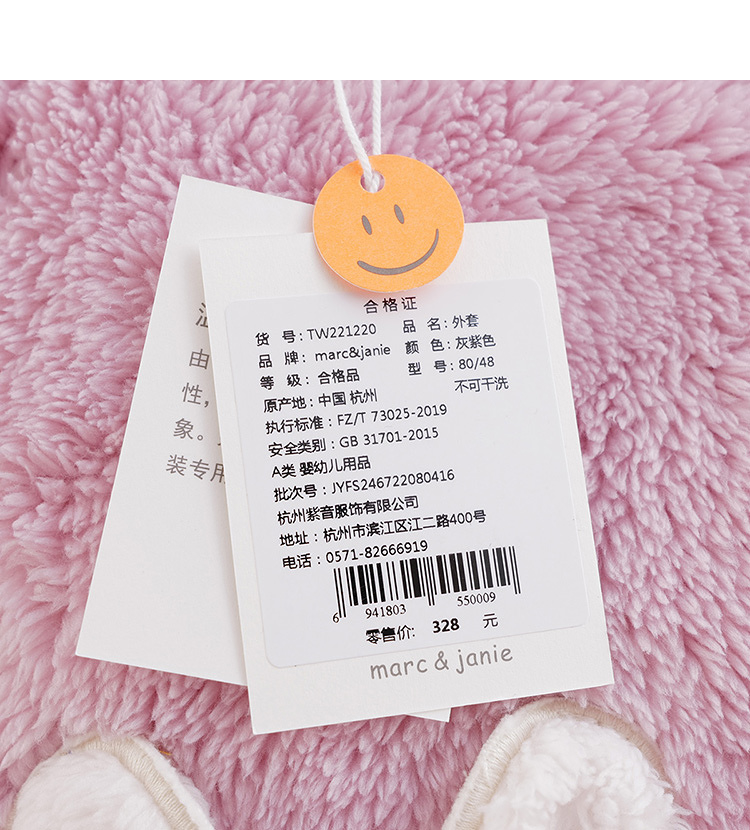 合格证
货 号：TW221220
品 名：外套
品 牌：marc&janie
颜 色：灰紫色
等 级：合格品
型 号：80/48
原产地：中国 杭州
不可干洗
执行标准：FZ/T 73025-2019
安全类别：GB 31701-2015
A类 婴幼儿用品
批次号：JYFS246722080416
杭州紫音服饰有限公司
地址：杭州市滨江区江二路400号
电话：0571-82666919
6 941803 550009
零售价: 328 元
marc & janie
由
性，
象。
装专用